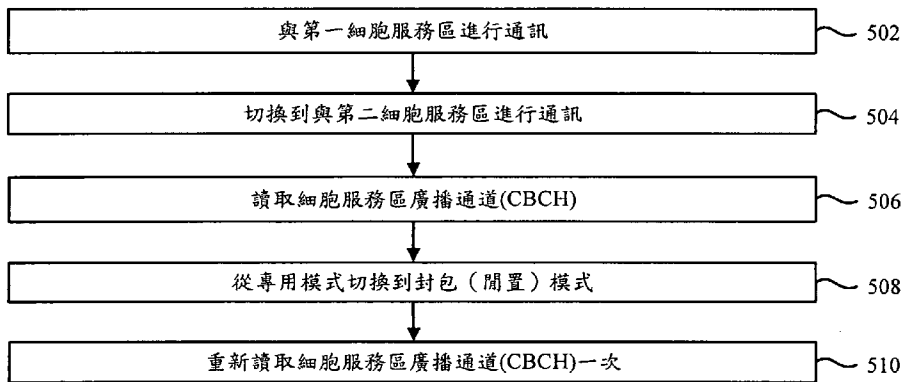 與第一細胞服務區進行通訊
502
切換到與第二細胞服務區進行通訊
504
讀取細胞服務區廣播通道(CBCH)
506
從專用模式切換到封包（閒置）模式
508
重新讀取細胞服務區廣播通道(CBCH)一次
510